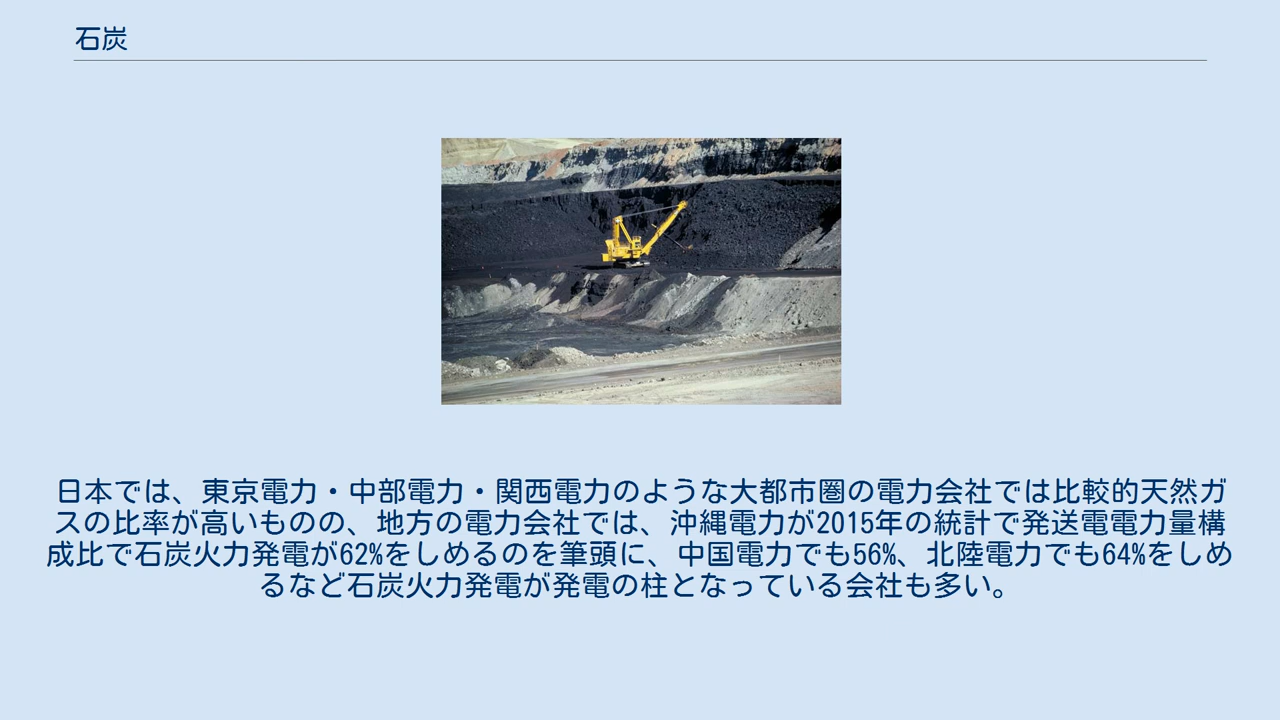 石炭
日本では、東京電力・中部電力・関西電力のような大都市圏の電力会社では比較的天然ガ
スの比率が高いものの、地方の電力会社では、沖縄電力が2015年の統計で発送電電力量構
成比で石炭火力発電が62%をしめるのを筆頭に、中国電力でも56%、北陸電力でも64%をしめ
るなど石炭火力発電が発電の柱となっている会社も多い。